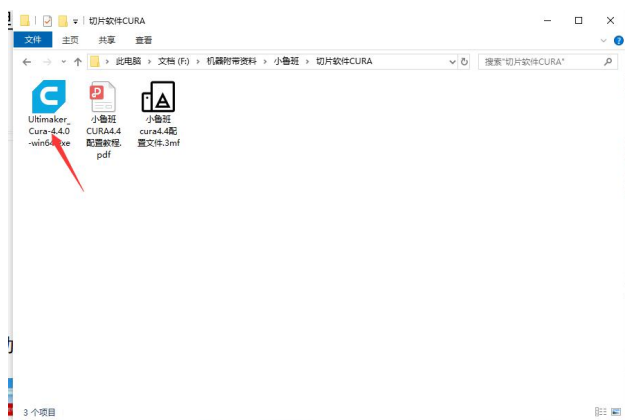 切片软件CURA
文件 主页 共享 查看
此电脑 › 文档 (F:) › 机器附带资料 › 小鲁班 › 切片软件CURA
搜索"切片软件CURA"
Ultimaker_
Cura-4.4.0
-win64.exe
小鲁班
CURA4.4
配置教程.
pdf
小鲁班
cura4.4配
置文件.3mf
3 个项目